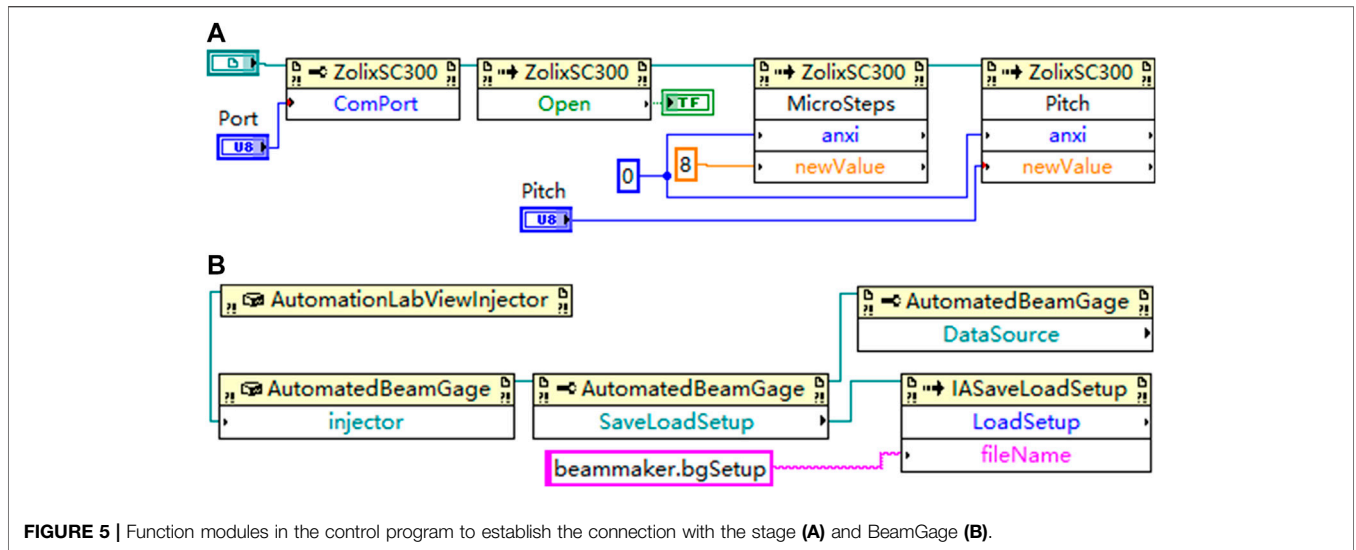 A
ZolixSC300 ZolixSC300 ZolixSC300 ZolixSC300
ComPort Open MicroSteps Pitch
Port TF anxi anxi
U8 8 newValue newValue
0
Pitch
U8
B
AutomationLabViewInjector AutomatedBeamGage
DataSource
AutomatedBeamGage AutomatedBeamGage IASaveLoadSetup
injector SaveLoadSetup LoadSetup
beammaker.bgSetup fileName
FIGURE 5 | Function modules in the control program to establish the connection with the stage (A) and BeamGage (B).